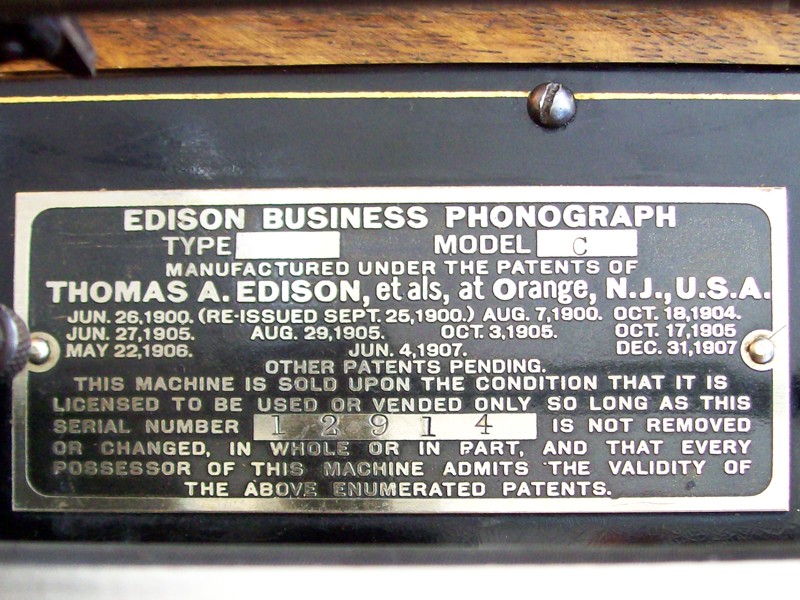 EDISON BUSINESS PHONOGRAPH
TYPE MODEL C
MANUFACTURED UNDER THE PATENTS OF
THOMAS A. EDISON, et als, at Orange, N.J., U.S.A.
JUN. 26, 1900. (RE-ISSUED SEPT. 25, 1900.) AUG. 7, 1900. OCT. 18, 1904.
JUN. 27, 1905. AUG. 29, 1905. OCT. 3, 1905. OCT. 17, 1905
MAY 22, 1906. JUN. 4, 1907. DEC. 31, 1907
OTHER PATENTS PENDING.
THIS MACHINE IS SOLD UPON THE CONDITION THAT IT IS
LICENSED TO BE USED OR VENDED ONLY SO LONG AS THIS
SERIAL NUMBER 12914 IS NOT REMOVED
OR CHANGED, IN WHOLE OR IN PART, AND THAT EVERY
POSSESSOR OF THIS MACHINE ADMITS THE VALIDITY OF
THE ABOVE ENUMERATED PATENTS.